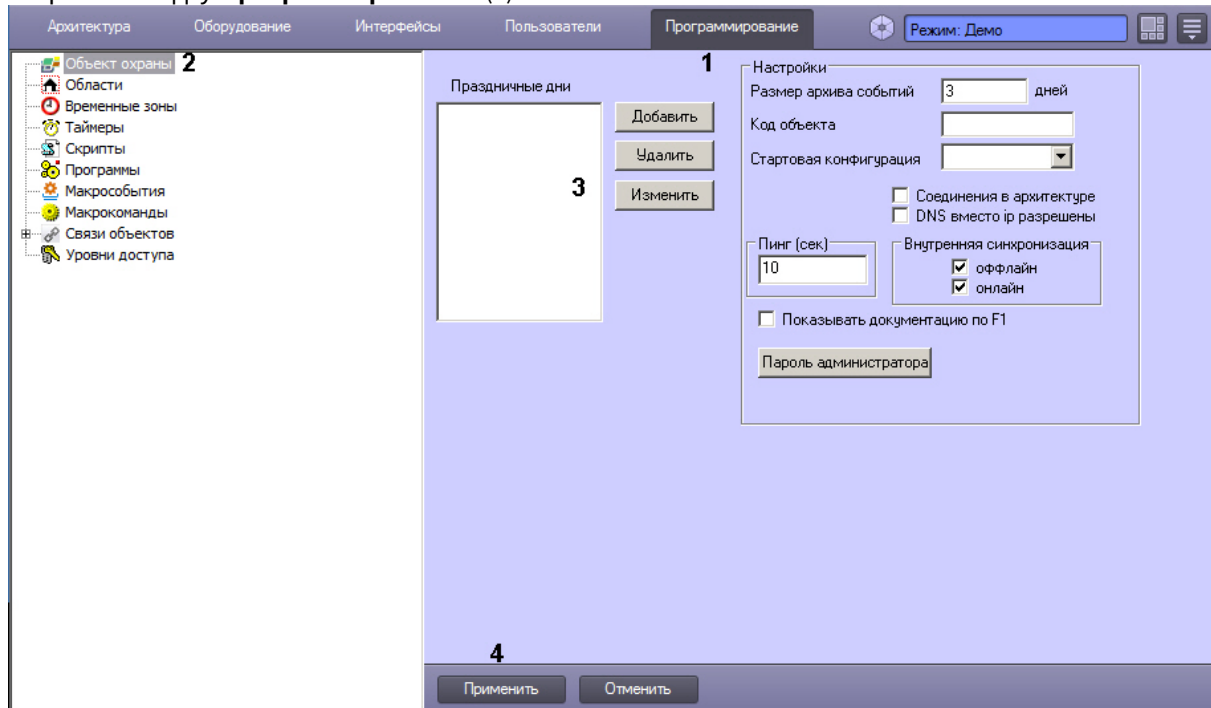 Архитектура Оборудование Интерфейсы Пользователи Программирование Режим: Демо
1
Объект охраны 2
Области
Временные зоны
Таймеры
Скрипты
Программы
Макрособытия
Макрокоманды
Связи объектов
Уровни доступа
Праздничные дни
3
Добавить
Удалить
Изменить
Настройки
Размер архива событий 3 дней
Код объекта
Стартовая конфигурация
Соединения в архитектуре
DNS вместо ip разрешены
Пинг (сек)
10
Внутренняя синхронизация
оффлайн
онлайн
Показывать документацию по F1
Пароль администратора
4
Применить Отменить